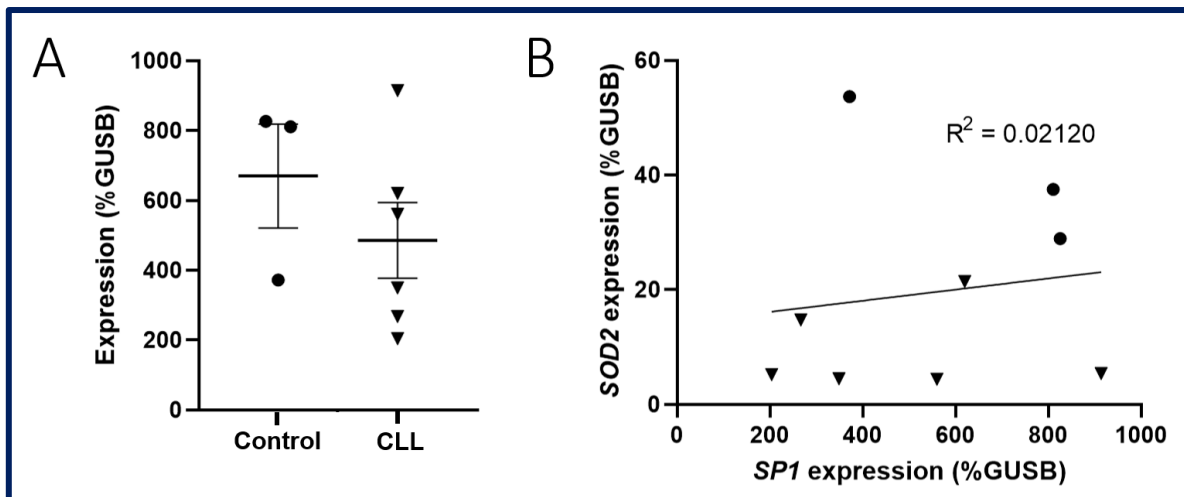 A
Expression (%GUSB)
1000
800
600
400
200
0
Control
CLL
B
SOD2 expression (%GUSB)
60
40
20
0
R² = 0.02120
0
200
400
600
800
1000
SP1 expression (%GUSB)